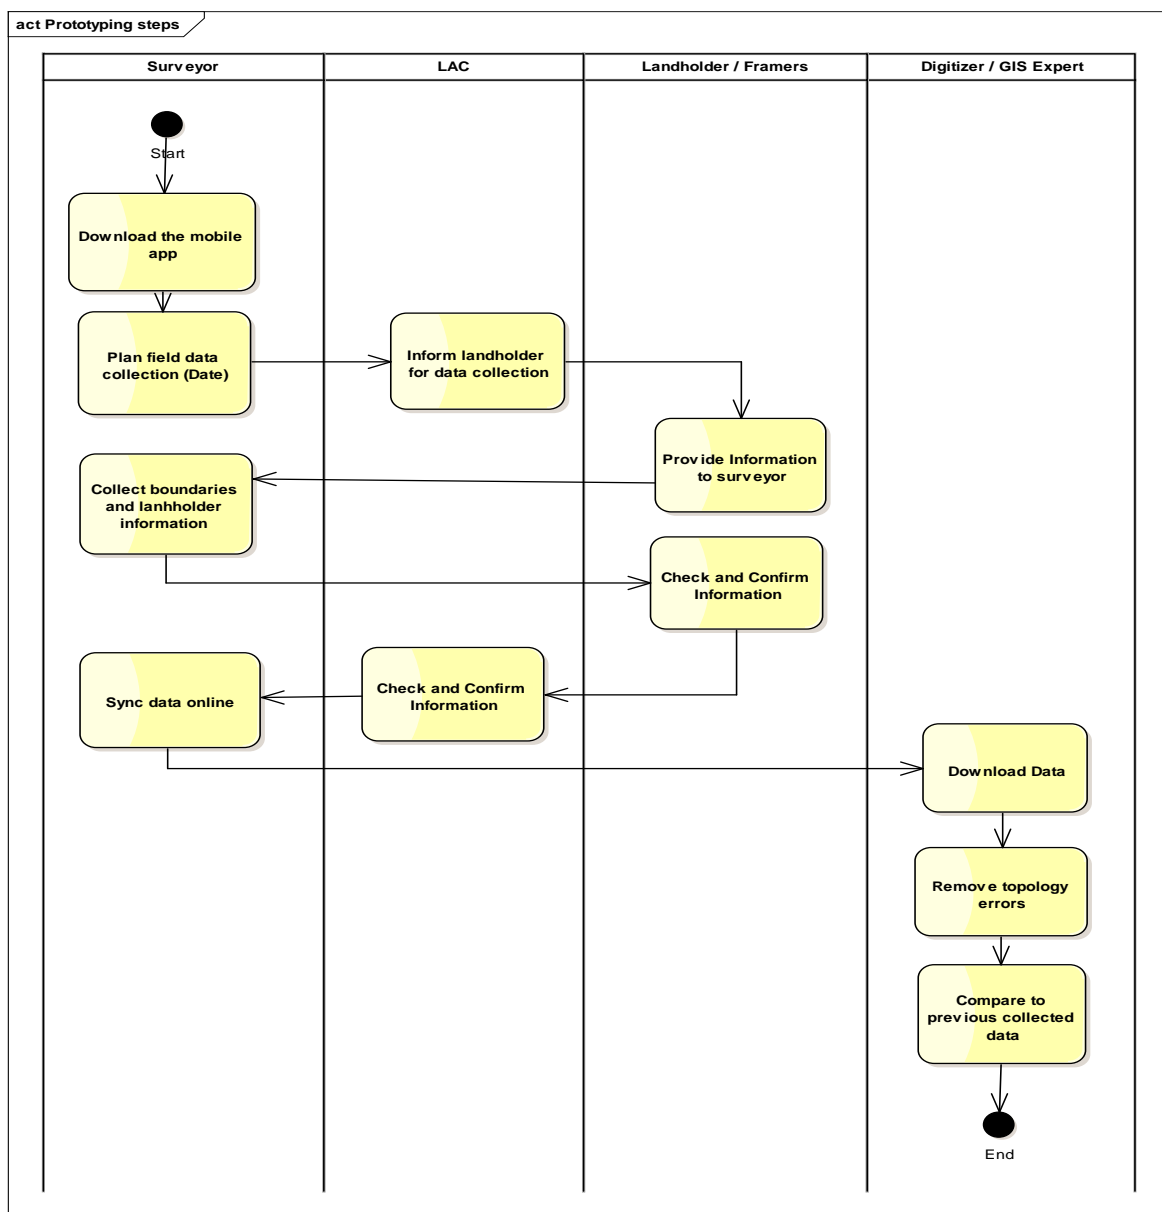 act Prototyping steps
Surveyor
LAC
Landholder / Framers
Digitizer / GIS Expert
Start
Download the mobile
app
Plan field data
collection (Date)
Inform landholder
for data collection
Provide Information
to surveyor
Collect boundaries
and lanhholder
information
Check and Confirm
Information
Check and Confirm
Information
Sync data online
Download Data
Remove topology
errors
Compare to
previous collected
data
End